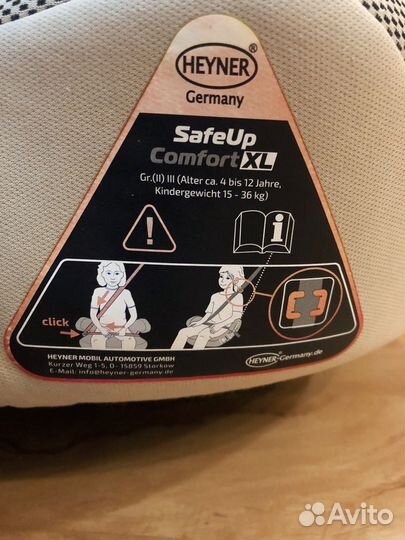 HEYNER®
Germany
SafeUp
Comfort XL
Gr.(II) III (Alter ca. 4 bis 12 Jahre,
Kindergewicht 15 - 36 kg)
click
HEYNER MOBIL AUTOMOTIVE GMBH
Kurzer Weg 1-5, D- 15859 Storkow
E-Mail: info@heyner-germany.de
HEYNER-Germany.de
Avito